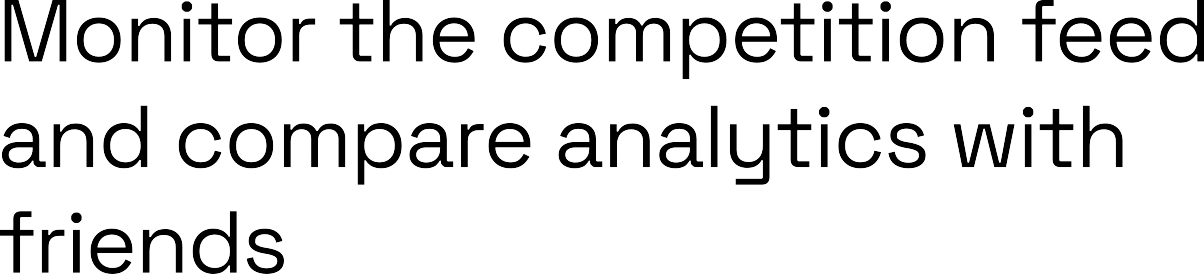 Monitor the competition feed
and compare analytics with
friends